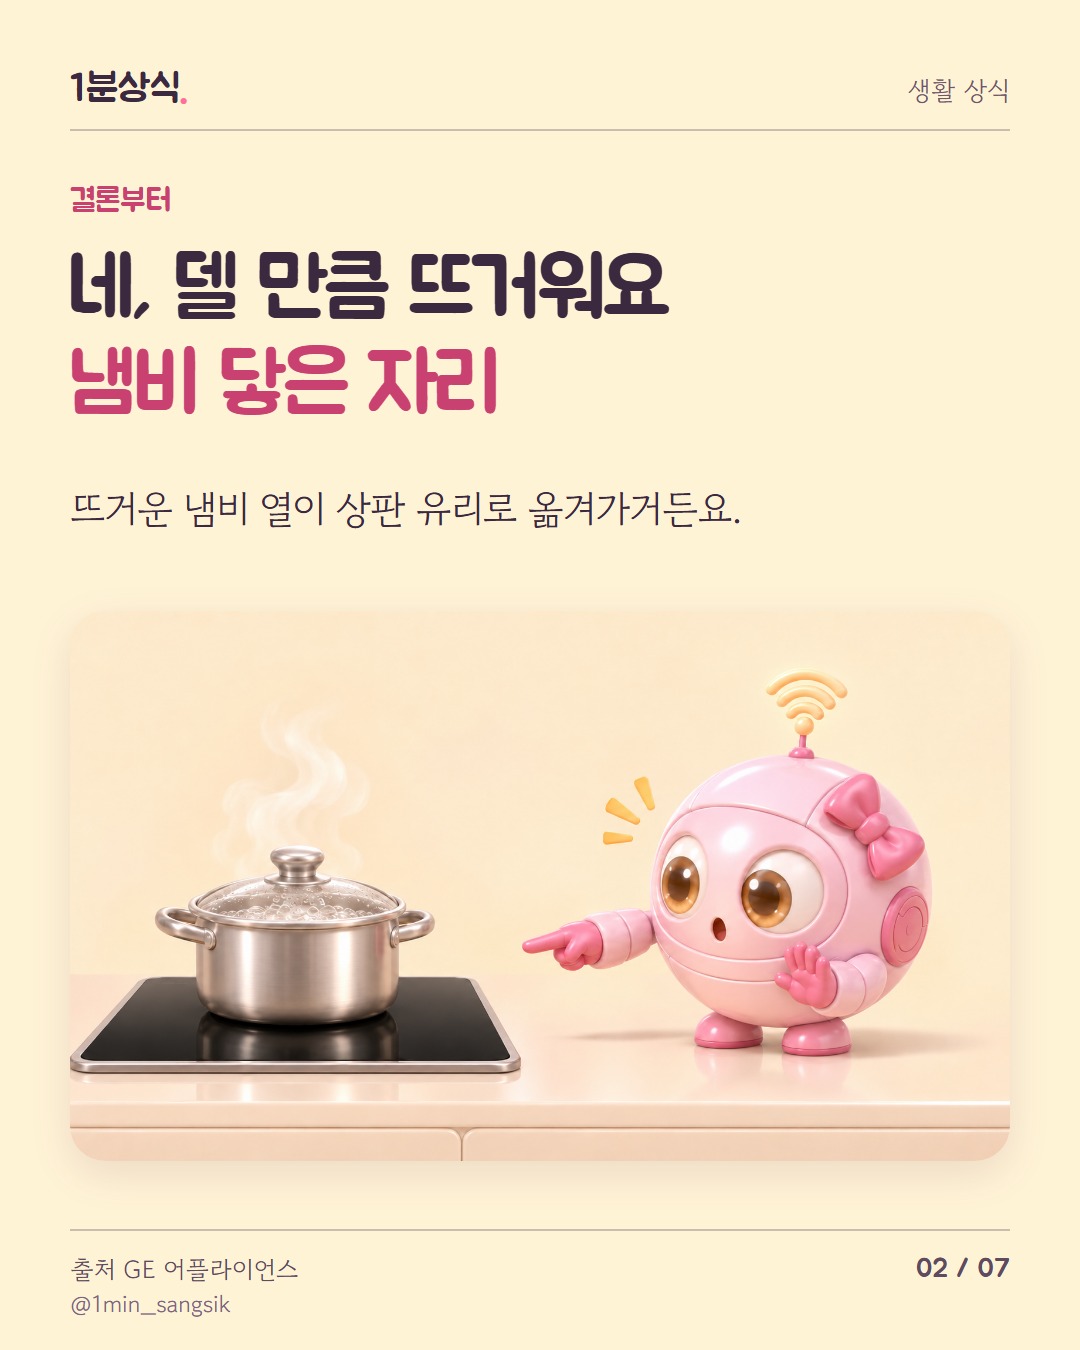 1분상식.
생활 상식
결론부터
네, 델 만큼 뜨거워요
냄비 닿은 자리
뜨거운 냄비 열이 상판 유리로 옮겨가거든요.
출처 GE 어플라이언스
02 / 07
@1min_sangsik